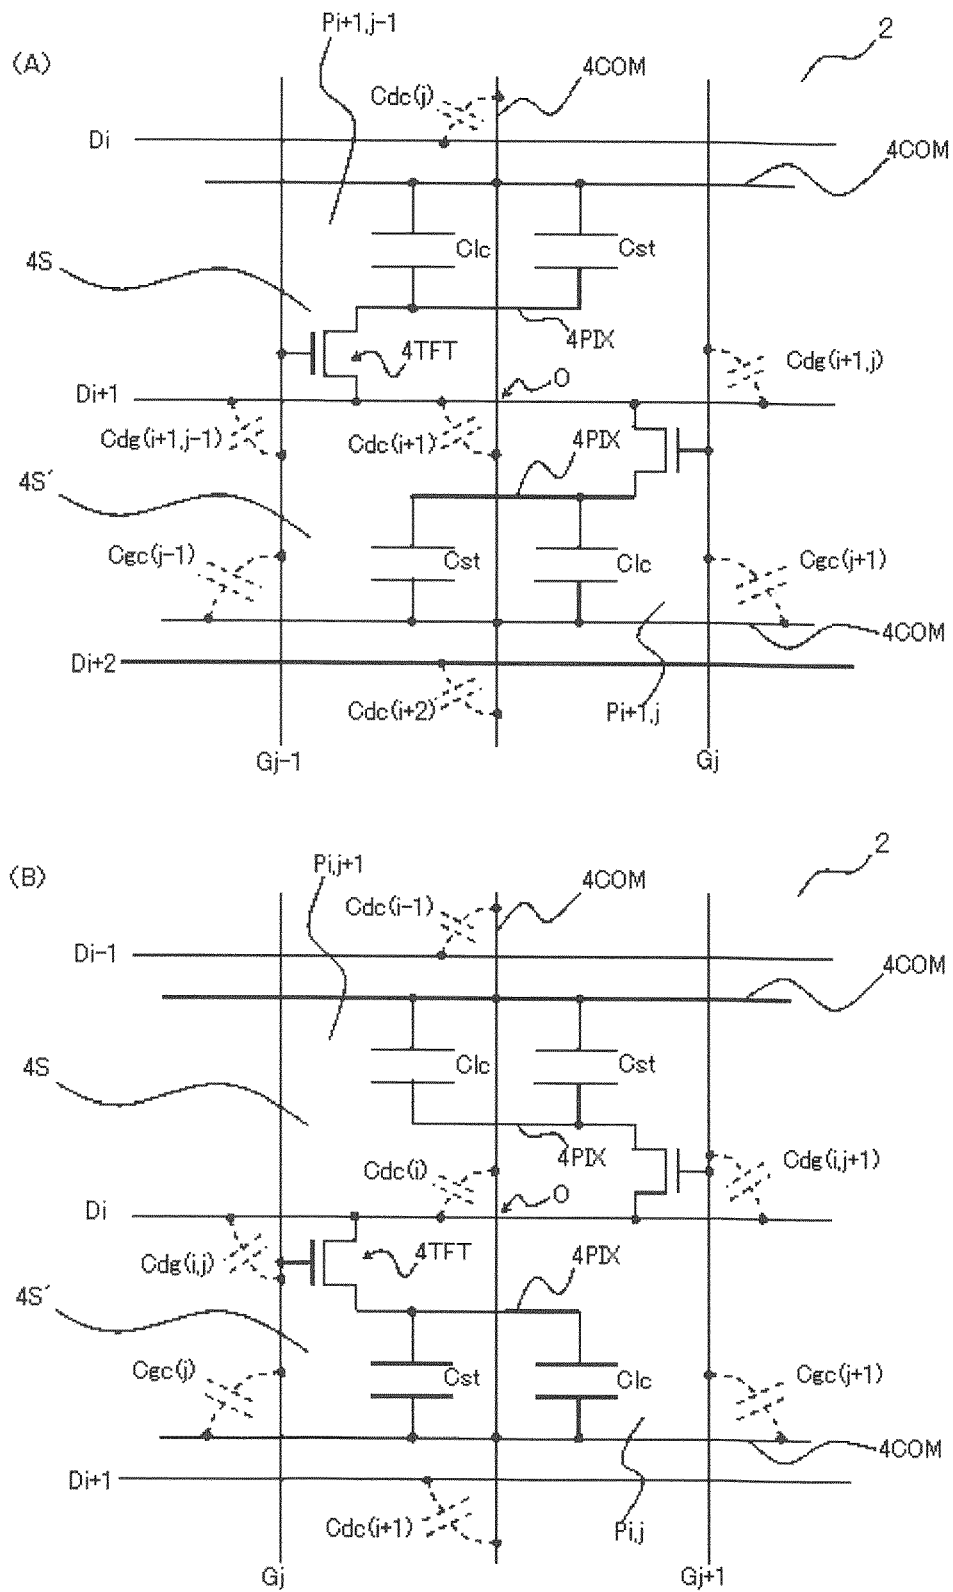 (A)
Pi+1,j-1
2
4COM
Cdc(j)
Di
4COM
Clc
Cst
4S
4PIX
4TFT
Cdg(i+1,j)
Di+1
O
Cdg(i+1,j-1)
Cdc(i+1)
4PIX
4S'
Cgc(j-1)
Cst
Clc
Cgc(j+1)
4COM
Di+2
Cdc(i+2)
Pi+1,j
Gj-1
Gj
(B)
Pi,j+1
2
4COM
Cdc(i-1)
Di-1
4COM
Clc
Cst
4S
4PIX
Cdc(i)
Cdg(i,j+1)
Di
O
Cdg(i,j)
4TFT
4PIX
4S'
Cgc(j)
Cst
Clc
Cgc(j+1)
4COM
Di+1
Cdc(i+1)
Pi,j
Gj
Gj+1